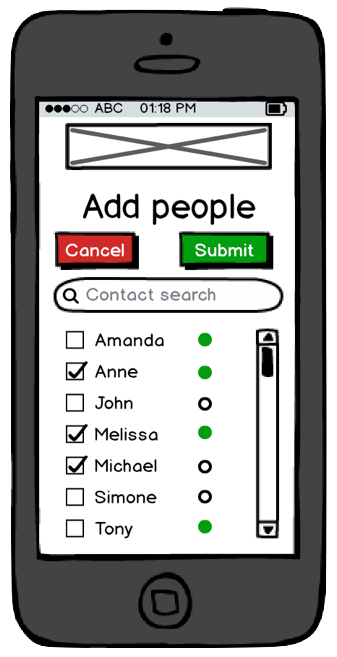 ABC 01:18 PM
Add people
Cancel Submit
Contact search
Amanda
Anne
John
Melissa
Michael
Simone
Tony